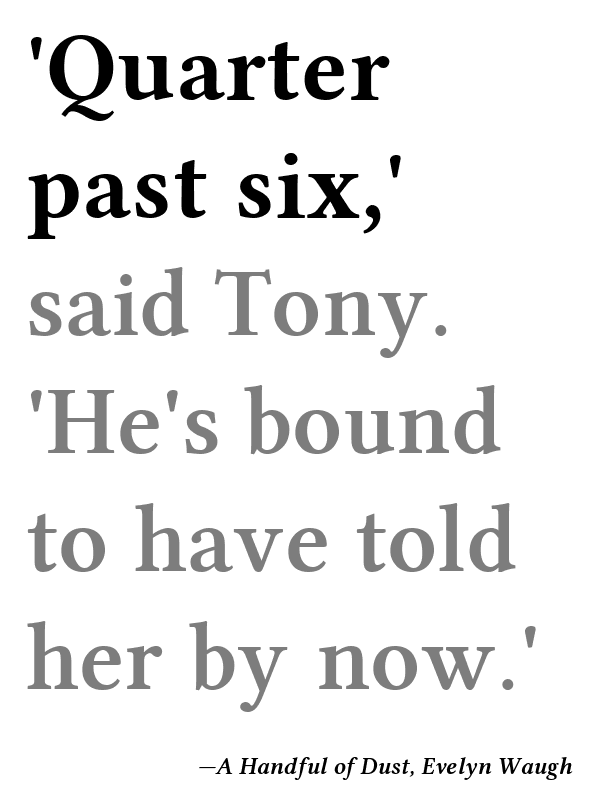 'Quarter
past six,'
said Tony.
'He's bound
to have told
her by now.'
—A Handful of Dust, Evelyn Waugh